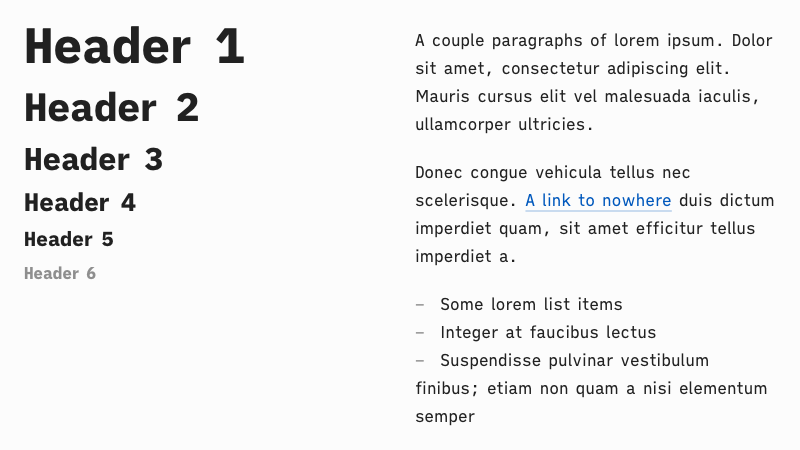 Header 1
Header 2
Header 3
Header 4
Header 5
Header 6
A couple paragraphs of lorem ipsum. Dolor
sit amet, consectetur adipiscing elit.
Mauris cursus elit vel malesuada iaculis,
ullamcorper ultricies.
Donec congue vehicula tellus nec
scelerisque. A link to nowhere duis dictum
imperdiet quam, sit amet efficitur tellus
imperdiet a.
– Some lorem list items
– Integer at faucibus lectus
– Suspendisse pulvinar vestibulum
finibus; etiam non quam a nisi elementum
semper